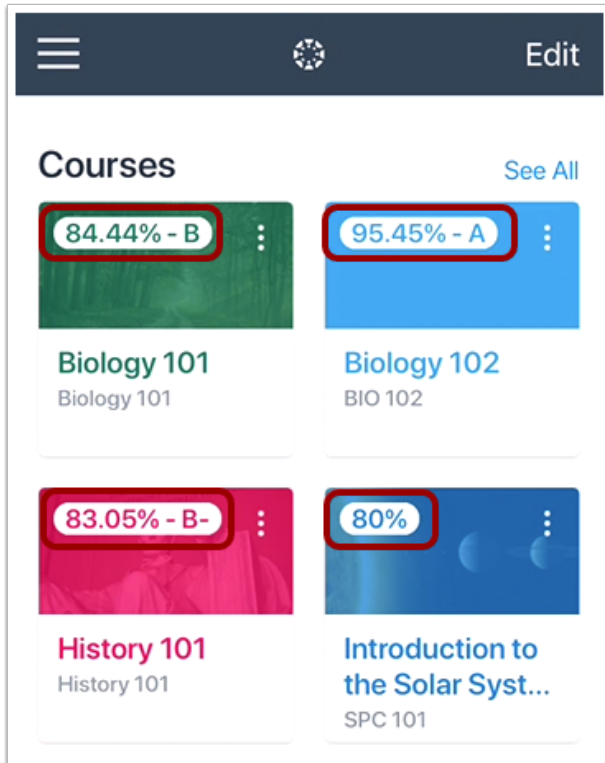 Edit
Courses
See All
84.44% - B
95.45% - A
Biology 101
Biology 102
Biology 101
BIO 102
83.05% - B-
80%
History 101
Introduction to
the Solar Syst...
History 101
SPC 101